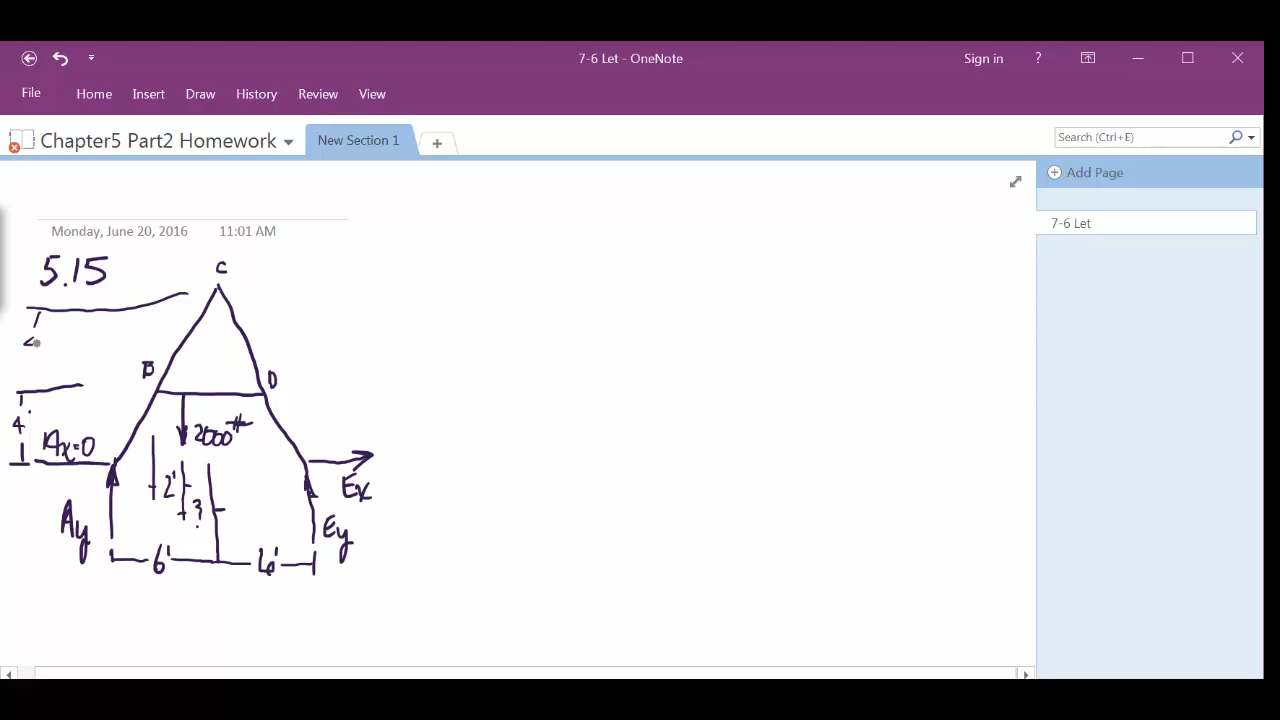 7-6 Let - OneNote
Sign in
?
File
Home
Insert
Draw
History
Review
View
Chapter5 Part2 Homework
New Section 1
+
Search (Ctrl+E)
Add Page
7-6 Let
Monday, June 20, 2016
11:01 AM
5.15
C
B
D
2000#
4'
Ax=0
2'
?
Ex
Ay
Ey
6'
6'